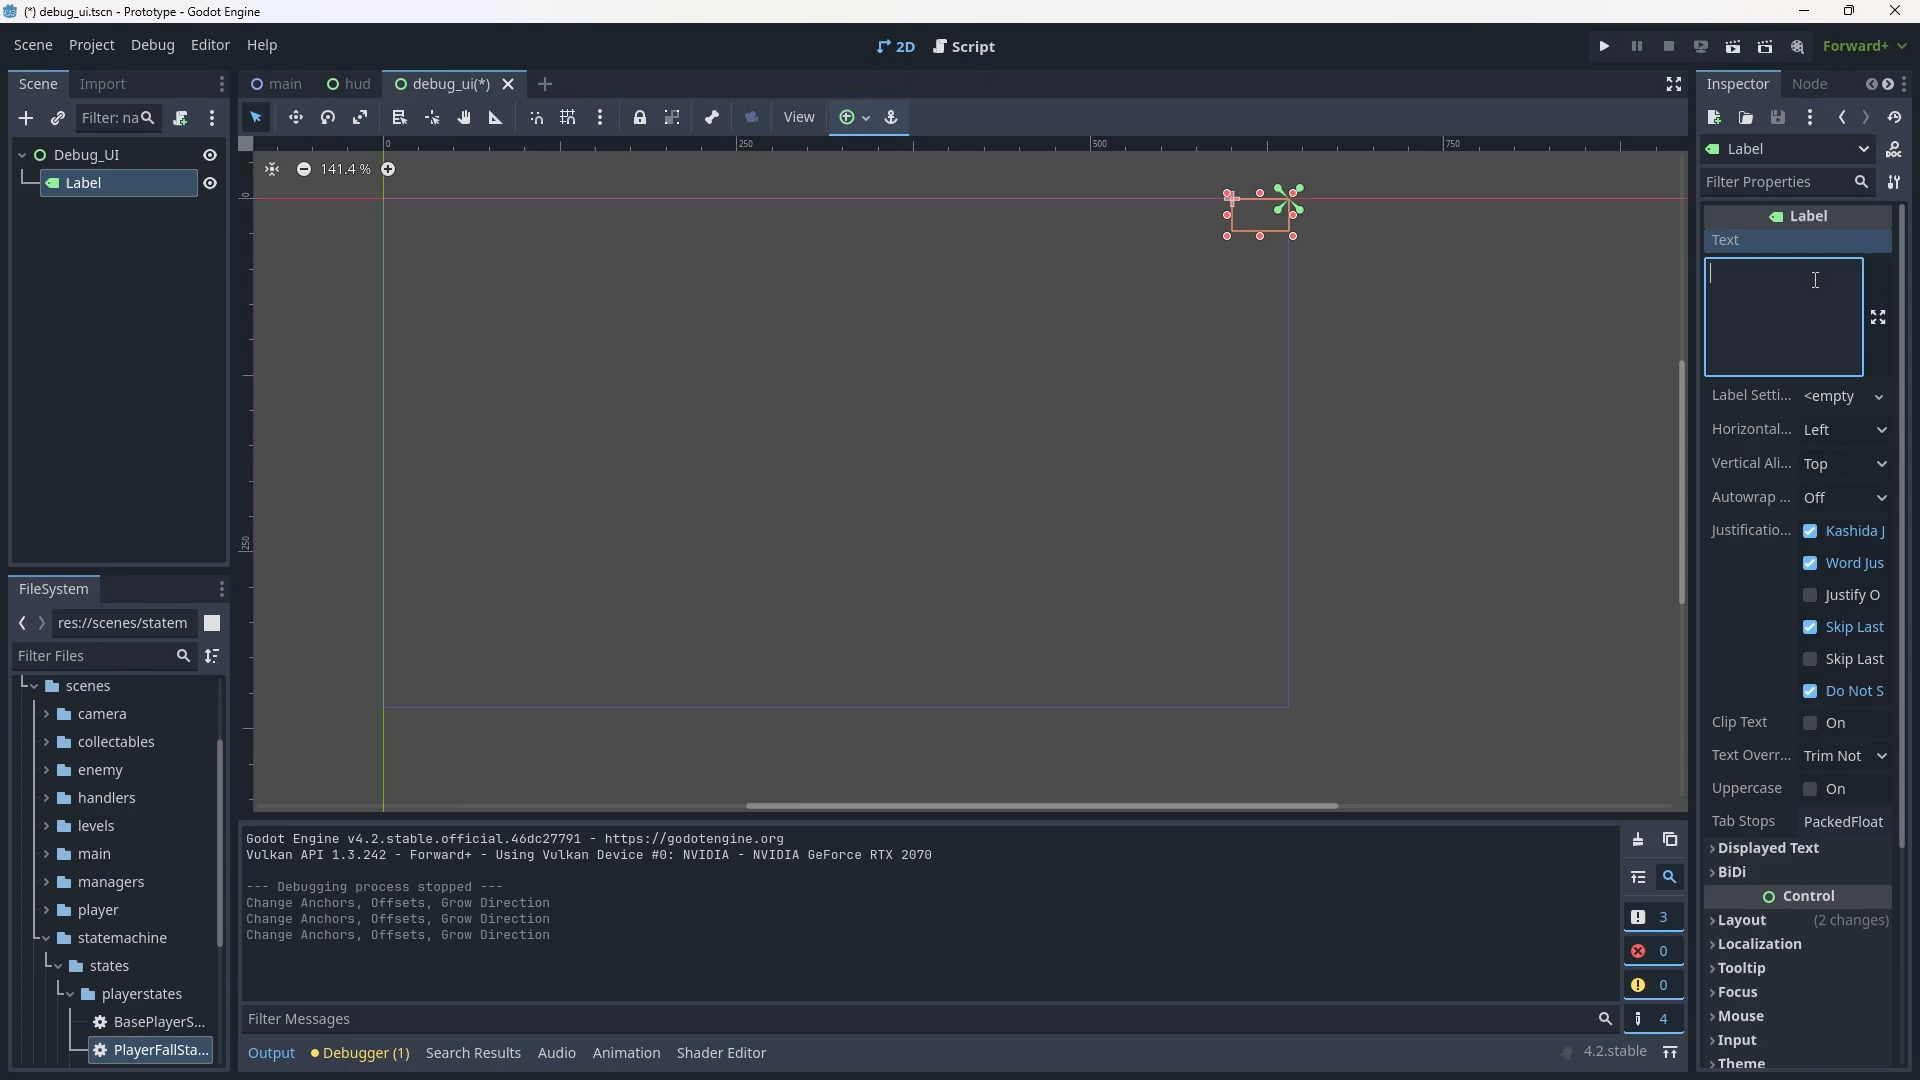 (*) debug_ui.tscn - Prototype - Godot Engine
Scene Project Debug Editor Help
2D Script
Forward+
Scene Import
main hud debug_ui(*)
Inspector Node
Filter: na
View
Label
Debug_UI
Label
141.4 %
0 250 500 750
0
250
Filter Properties
Label
Text
Label Setti... <empty
Horizontal... Left
Vertical Ali... Top
Autowrap ... Off
Justificatio... Kashida J
Word Jus
Justify O
Skip Last
Skip Last
Do Not S
Clip Text On
Text Overr... Trim Not
Uppercase On
Tab Stops PackedFloat
Displayed Text
BiDi
Control
Layout (2 changes)
Localization
Tooltip
Focus
Mouse
Input
Theme
FileSystem
res://scenes/statem
Filter Files
scenes
camera
collectables
enemy
handlers
levels
main
managers
player
statemachine
states
playerstates
BasePlayerS...
PlayerFallSta...
Godot Engine v4.2.stable.official.46dc27791 - https://godotengine.org
Vulkan API 1.3.242 - Forward+ - Using Vulkan Device #0: NVIDIA - NVIDIA GeForce RTX 2070
--- Debugging process stopped ---
Change Anchors, Offsets, Grow Direction
Change Anchors, Offsets, Grow Direction
Change Anchors, Offsets, Grow Direction
3
0
0
4
Filter Messages
Output Debugger (1) Search Results Audio Animation Shader Editor
4.2.stable